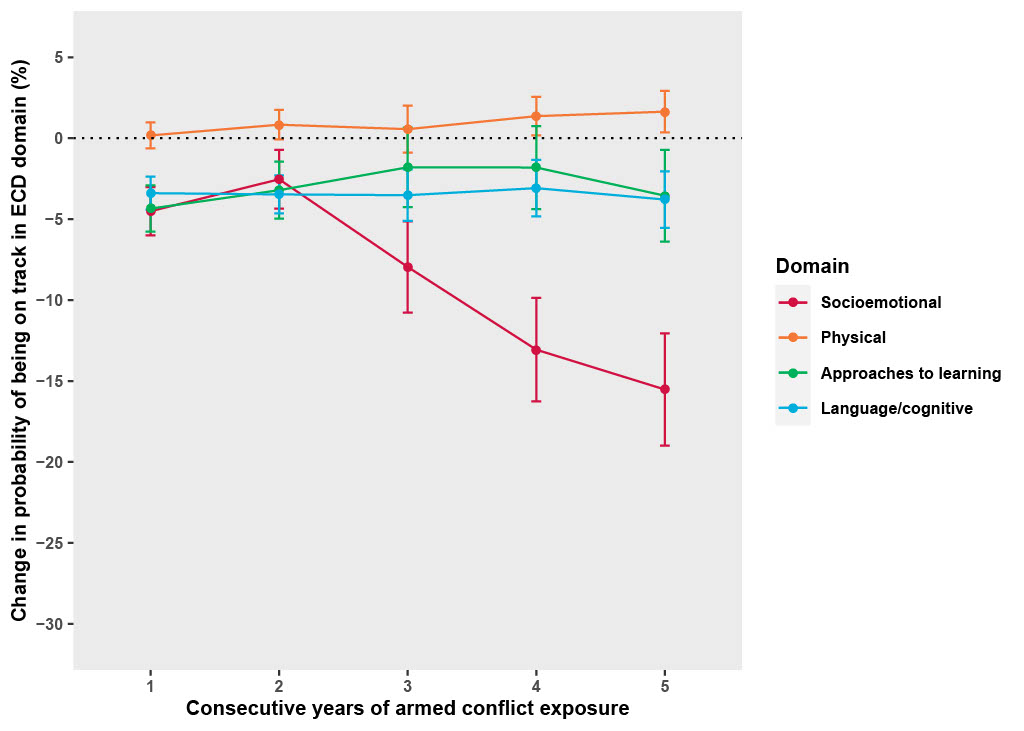 Change in probability of being on track in ECD domain (%)
5
0
−5
−10
−15
−20
−25
−30
1 2 3 4 5
Consecutive years of armed conflict exposure
Domain
Socioemotional
Physical
Approaches to learning
Language/cognitive